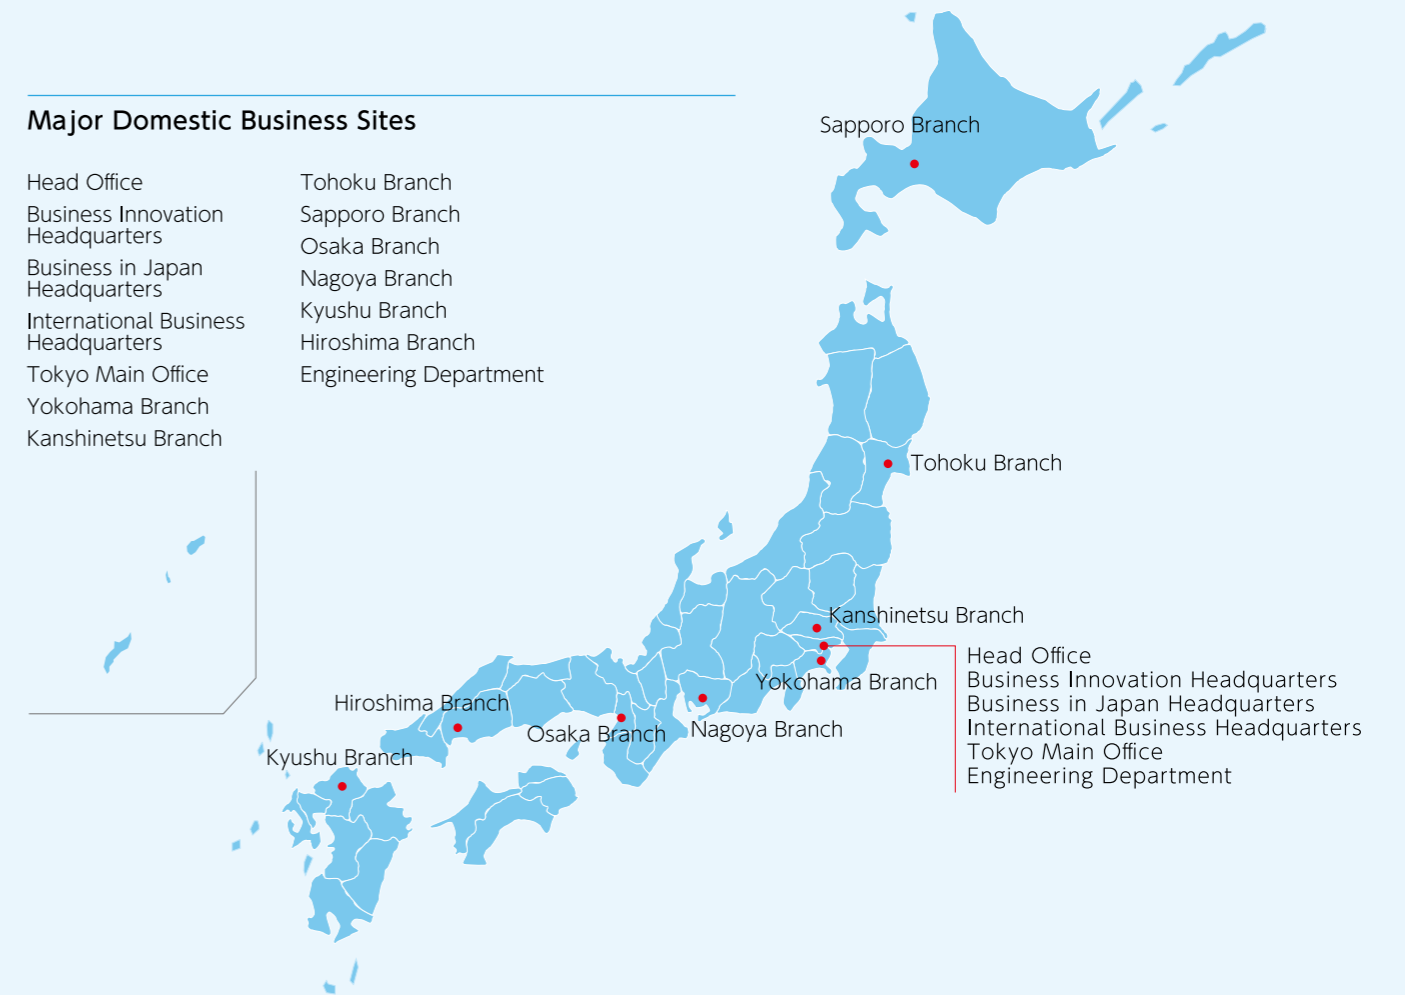 Major Domestic Business Sites
Head Office
Business Innovation
Headquarters
Business in Japan
Headquarters
International Business
Headquarters
Tokyo Main Office
Yokohama Branch
Kanshinetsu Branch
Tohoku Branch
Sapporo Branch
Osaka Branch
Nagoya Branch
Kyushu Branch
Hiroshima Branch
Engineering Department
Sapporo Branch
Tohoku Branch
Kanshinetsu Branch
Head Office
Business Innovation Headquarters
Business in Japan Headquarters
International Business Headquarters
Tokyo Main Office
Engineering Department
Yokohama Branch
Nagoya Branch
Osaka Branch
Hiroshima Branch
Kyushu Branch